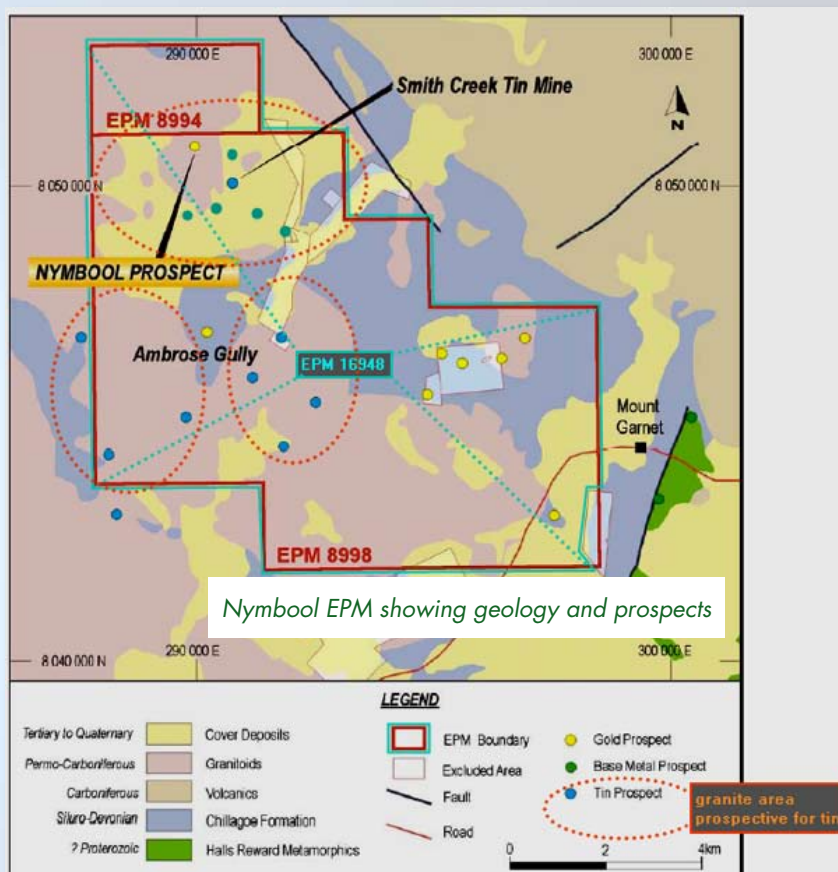 290 000 E
300 000 E
Smith Creek Tin Mine
N
EPM 8994
8 050 000 N
8 050 000 N
NYMBOOL PROSPECT
Ambrose Gully
EPM 16948
Mount
Garnet
EPM 8998
Nymbool EPM showing geology and prospects
8 040 000 N
290 000 E
300 000 E
LEGEND
Tertiary to Quaternary
Cover Deposits
Permo-Carboniferous
Granitoids
Carboniferous
Volcanics
Siluro-Devonian
Chillagoe Formation
? Proterozoic
Halls Reward Metamorphics
EPM Boundary
Excluded Area
Fault
Road
Gold Prospect
Base Metal Prospect
Tin Prospect
granite area
prospective for tin
0 2 4km